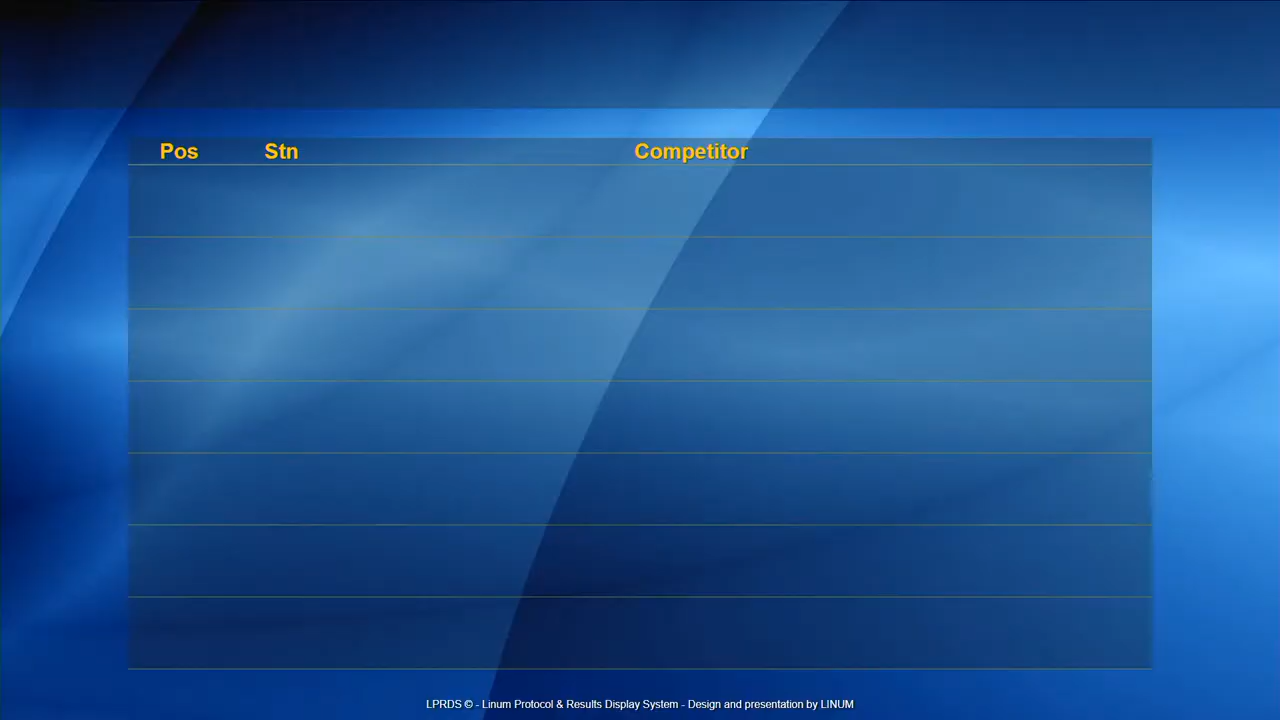 Pos Stn Competitor
LPRDS © - Linum Protocol & Results Display System - Design and presentation by LINUM